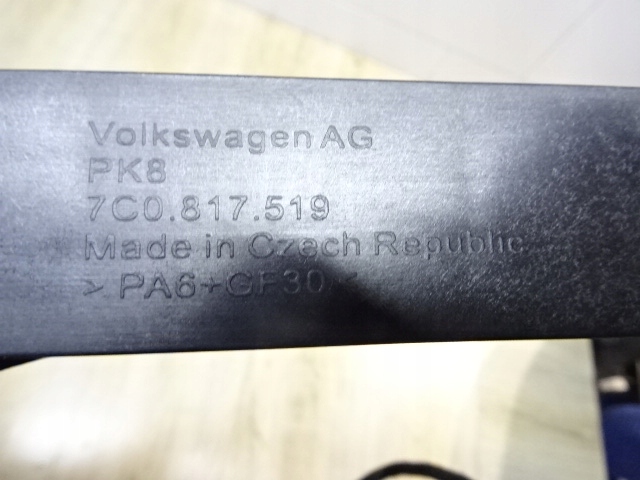 Volkswagen AG
PK8
7C0.817.519
Made in Czech Republic
> PA6+GF30 <